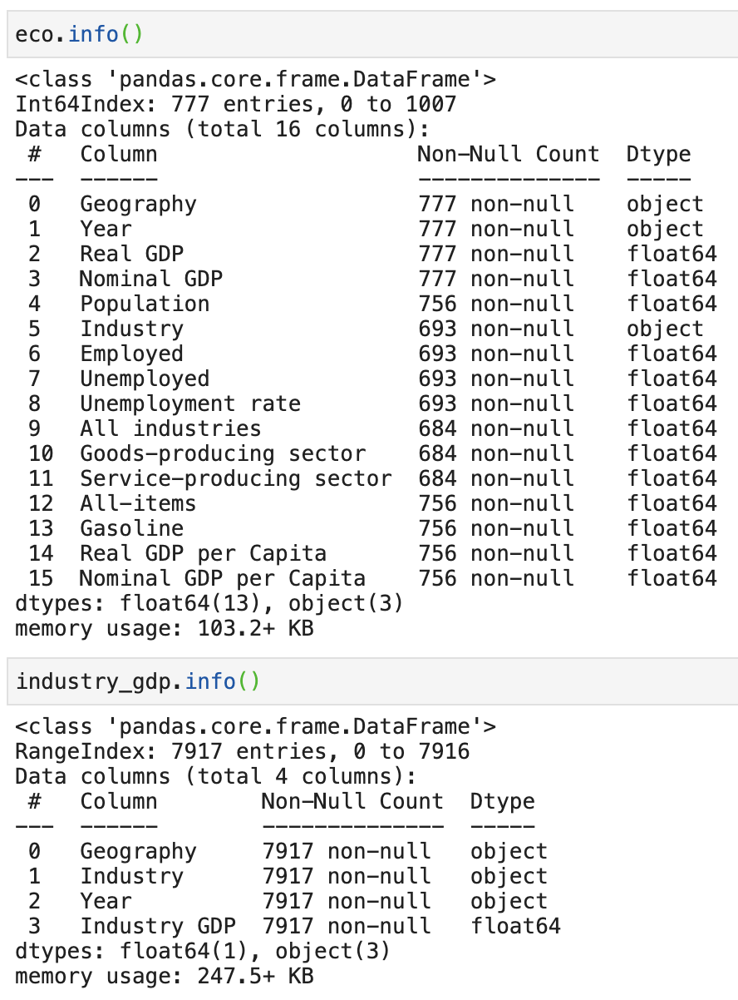 eco.info()
<class 'pandas.core.frame.DataFrame'>
Int64Index: 777 entries, 0 to 1007
Data columns (total 16 columns):
 #   Column                    Non-Null Count  Dtype
---  ------                    --------------  -----
 0   Geography                 777 non-null    object
 1   Year                      777 non-null    object
 2   Real GDP                  777 non-null    float64
 3   Nominal GDP               777 non-null    float64
 4   Population                756 non-null    float64
 5   Industry                  693 non-null    object
 6   Employed                  693 non-null    float64
 7   Unemployed                693 non-null    float64
 8   Unemployment rate         693 non-null    float64
 9   All industries            684 non-null    float64
 10  Goods-producing sector    684 non-null    float64
 11  Service-producing sector  684 non-null    float64
 12  All-items                 756 non-null    float64
 13  Gasoline                  756 non-null    float64
 14  Real GDP per Capita       756 non-null    float64
 15  Nominal GDP per Capita    756 non-null    float64
dtypes: float64(13), object(3)
memory usage: 103.2+ KB
industry_gdp.info()
<class 'pandas.core.frame.DataFrame'>
RangeIndex: 7917 entries, 0 to 7916
Data columns (total 4 columns):
 #   Column        Non-Null Count  Dtype
---  ------        --------------  -----
 0   Geography     7917 non-null   object
 1   Industry      7917 non-null   object
 2   Year          7917 non-null   object
 3   Industry GDP  7917 non-null   float64
dtypes: float64(1), object(3)
memory usage: 247.5+ KB